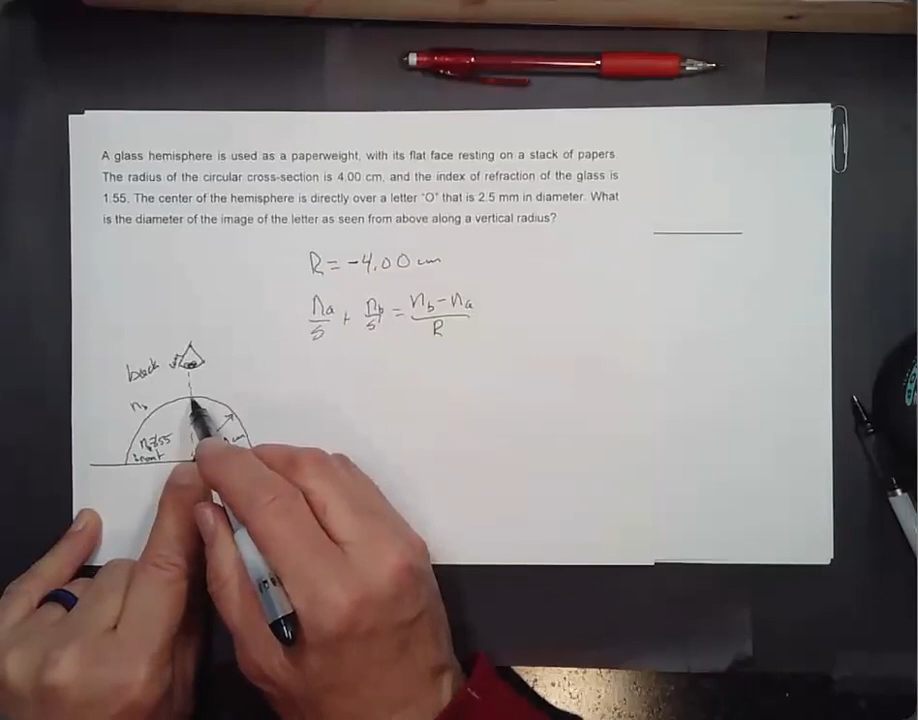 A glass hemisphere is used as a paperweight, with its flat face resting on a stack of papers.
The radius of the circular cross-section is 4.00 cm, and the index of refraction of the glass is
1.55. The center of the hemisphere is directly over a letter "O" that is 2.5 mm in diameter. What
is the diameter of the image of the letter as seen from above along a vertical radius?
R = -4.00 cm
na/s + nb/s' = nb - na/R
back
nb
na=1.55
front
cm